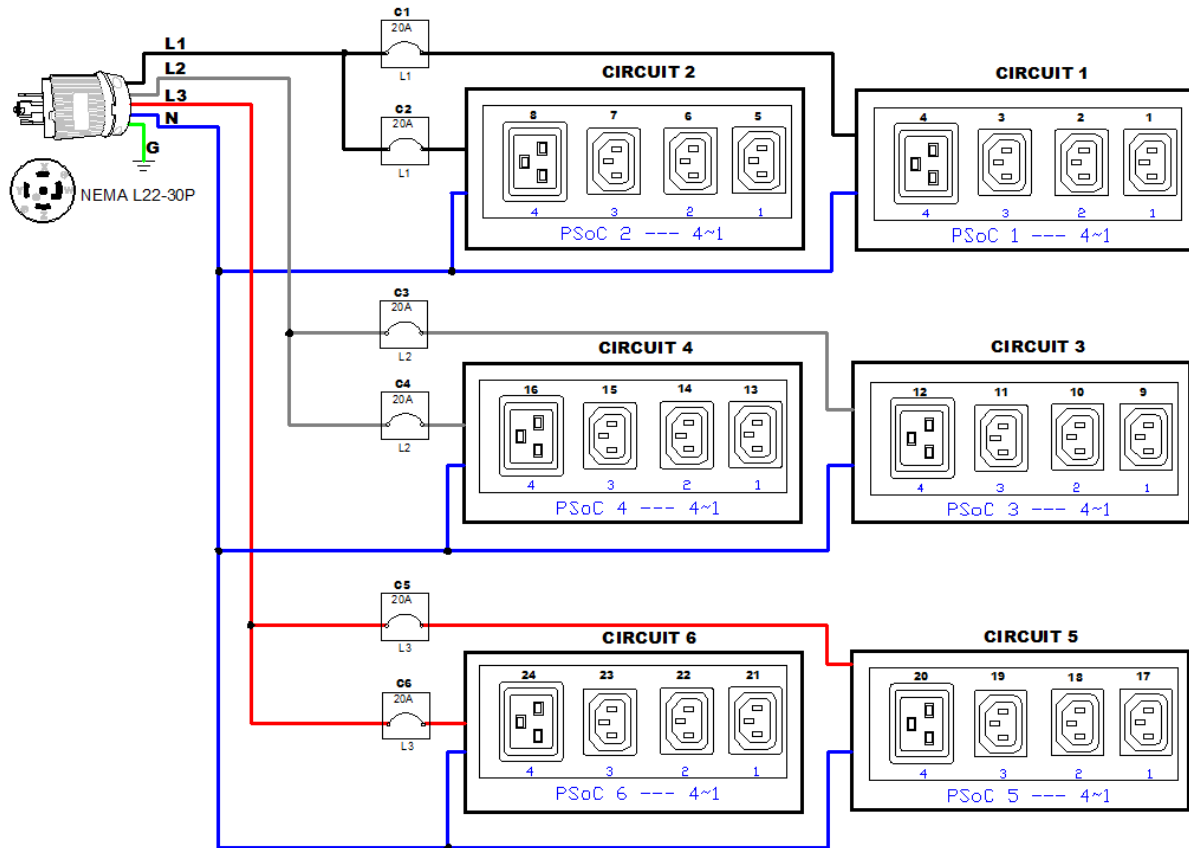 C1
20A
L1
L1
L2
L3
N
G
NEMA L22-30P
X
Y
W
Z
C2
20A
L1
CIRCUIT 2
8 7 6 5
4 3 2 1
PSoC 2 --- 4~1
CIRCUIT 1
4 3 2 1
4 3 2 1
PSoC 1 --- 4~1
C3
20A
L2
C4
20A
L2
CIRCUIT 4
16 15 14 13
4 3 2 1
PSoC 4 --- 4~1
CIRCUIT 3
12 11 10 9
4 3 2 1
PSoC 3 --- 4~1
C5
20A
L3
C6
20A
L3
CIRCUIT 6
24 23 22 21
4 3 2 1
PSoC 6 --- 4~1
CIRCUIT 5
20 19 18 17
4 3 2 1
PSoC 5 --- 4~1